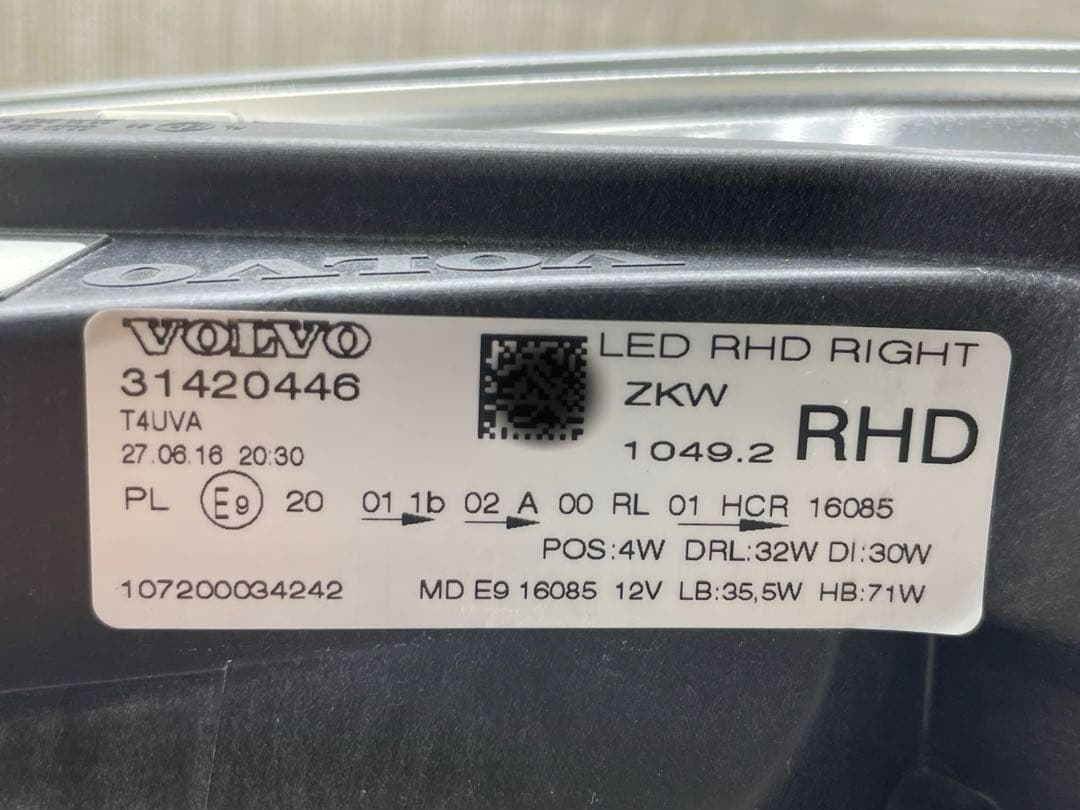 VOLVO
VOLVO
31420446
T4UVA
27.06.16 20:30
LED RHD RIGHT
ZKW
1049.2 RHD
PL E9 20 01 1b 02 A 00 RL 01 HCR 16085
POS:4W DRL:32W DI:30W
107200034242 MD E9 16085 12V LB:35,5W HB:71W